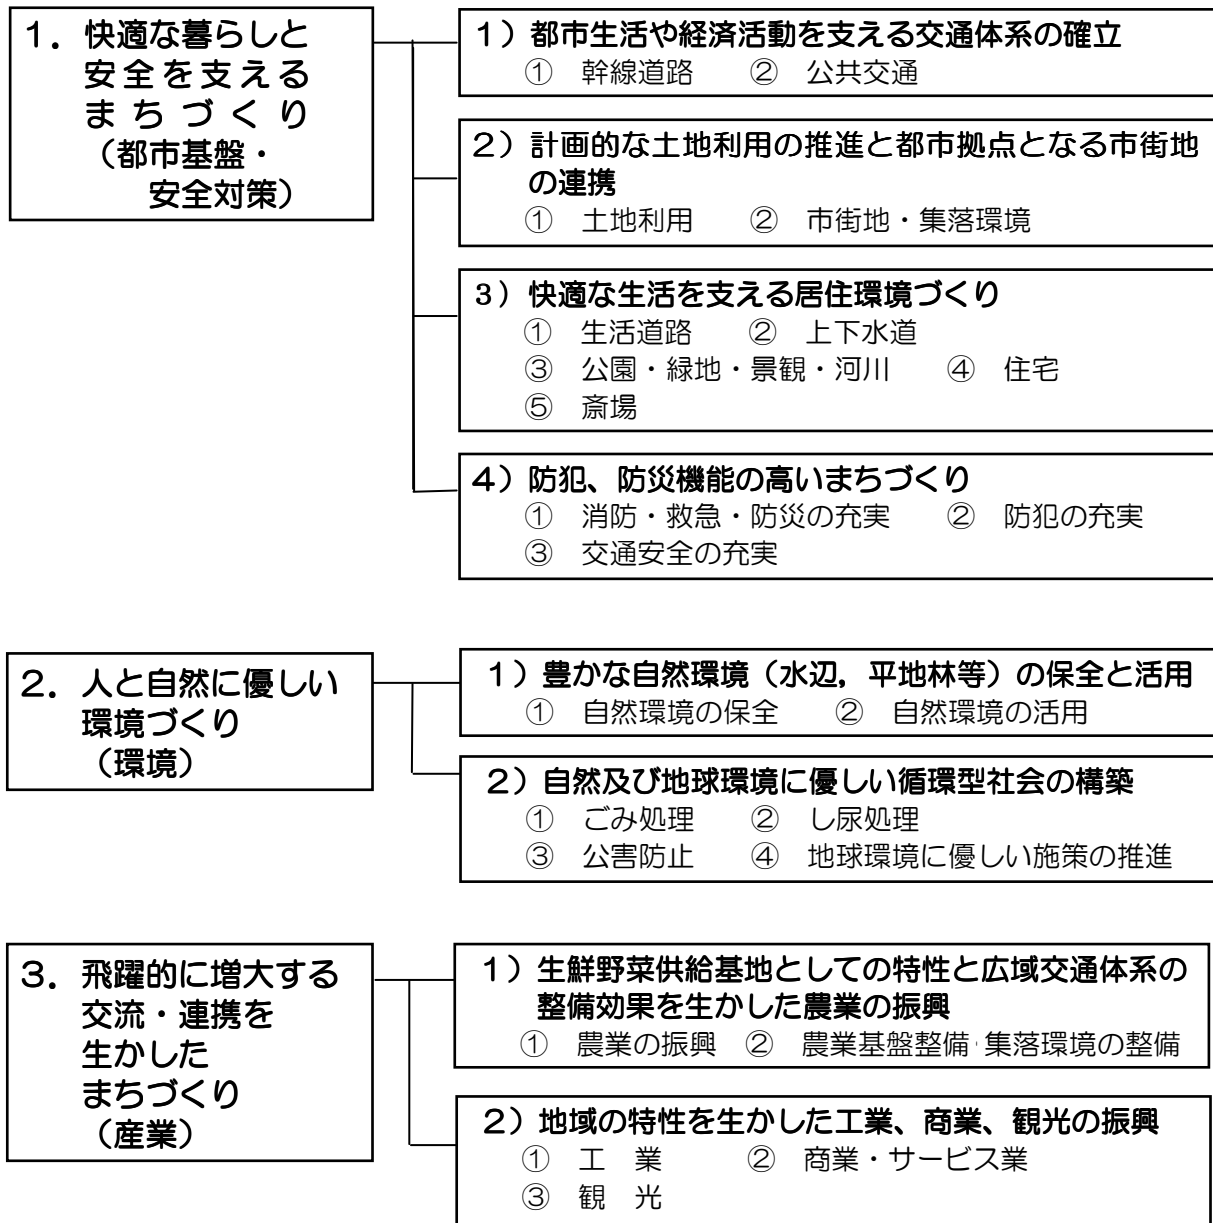 １．快適な暮らしと
安全を支える
まちづくり
（都市基盤・
安全対策）
１）都市生活や経済活動を支える交通体系の確立
①　幹線道路　　②　公共交通
２）計画的な土地利用の推進と都市拠点となる市街地
の連携
①　土地利用　　②　市街地・集落環境
３）快適な生活を支える居住環境づくり
①　生活道路　　②　上下水道
③　公園・緑地・景観・河川　　④　住宅
⑤　斎場
４）防犯、防災機能の高いまちづくり
①　消防・救急・防災の充実　　②　防犯の充実
③　交通安全の充実
２．人と自然に優しい
環境づくり
（環境）
１）豊かな自然環境（水辺，平地林等）の保全と活用
①　自然環境の保全　　②　自然環境の活用
２）自然及び地球環境に優しい循環型社会の構築
①　ごみ処理　　②　し尿処理
③　公害防止　　④　地球環境に優しい施策の推進
３．飛躍的に増大する
交流・連携を
生かした
まちづくり
（産業）
１）生鮮野菜供給基地としての特性と広域交通体系の
整備効果を生かした農業の振興
①　農業の振興　②　農業基盤整備･集落環境の整備
２）地域の特性を生かした工業、商業、観光の振興
①　工　業　　　②　商業・サービス業
③　観　光